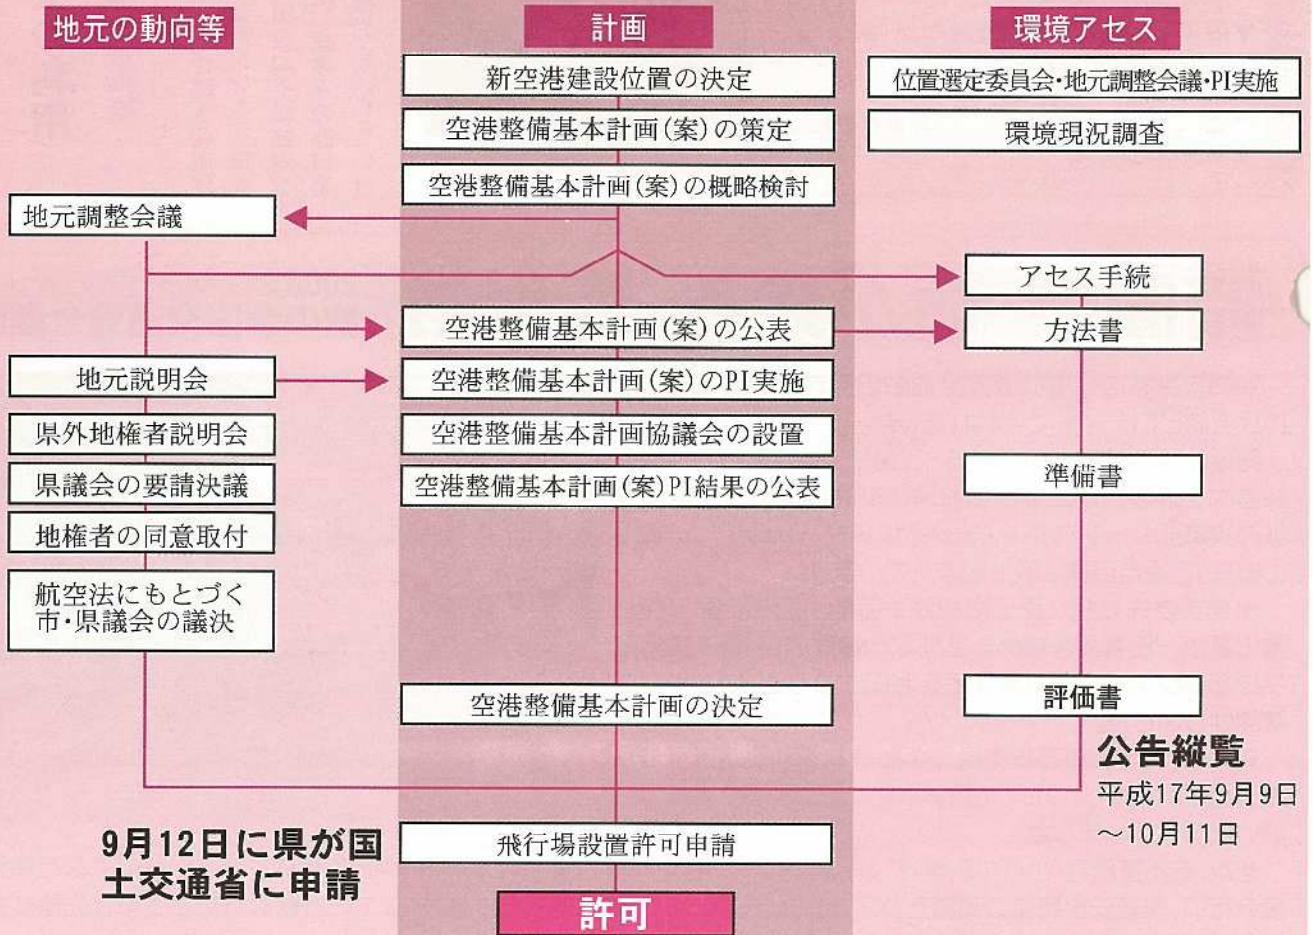 地元の動向等
計画
環境アセス
新空港建設位置の決定
位置選定委員会・地元調整会議・PI実施
空港整備基本計画(案)の策定
環境現況調査
空港整備基本計画(案)の概略検討
地元調整会議
アセス手続
空港整備基本計画(案)の公表
方法書
地元説明会
空港整備基本計画(案)のPI実施
県外地権者説明会
空港整備基本計画協議会の設置
県議会の要請決議
空港整備基本計画(案)PI結果の公表
準備書
地権者の同意取付
航空法にもとづく
市・県議会の議決
空港整備基本計画の決定
評価書
公告縦覧
平成17年9月9日
～10月11日
9月12日に県が国
土交通省に申請
飛行場設置許可申請
許可